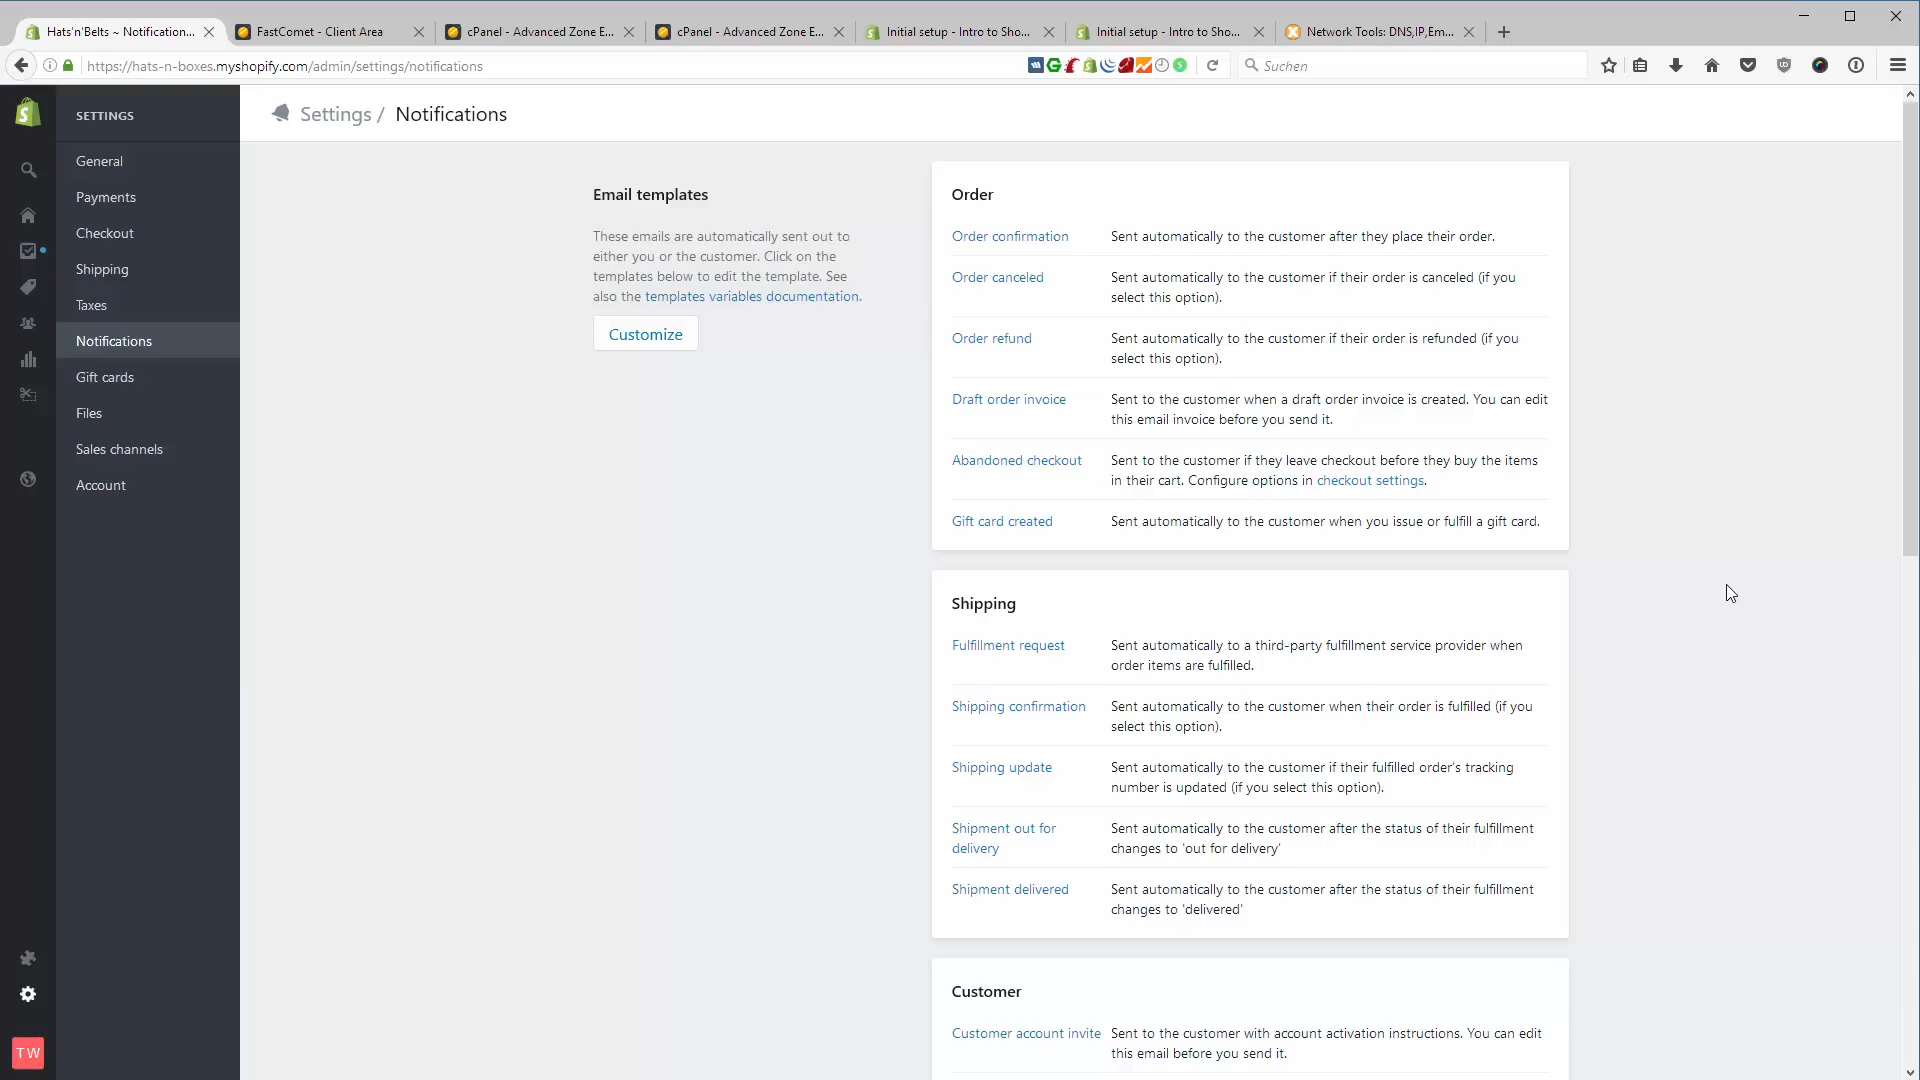 Hats'n'Belts ~ Notification...
FastComet - Client Area
cPanel - Advanced Zone E...
cPanel - Advanced Zone E...
Initial setup - Intro to Sho...
Initial setup - Intro to Sho...
Network Tools: DNS,IP,Em...
https://hats-n-boxes.myshopify.com/admin/settings/notifications
Suchen
SETTINGS
General
Payments
Checkout
Shipping
Taxes
Notifications
Gift cards
Files
Sales channels
Account
TW
Settings / Notifications
Email templates
These emails are automatically sent out to
either you or the customer. Click on the
templates below to edit the template. See
also the templates variables documentation.
Customize
Order
Order confirmation Sent automatically to the customer after they place their order.
Order canceled Sent automatically to the customer if their order is canceled (if you
select this option).
Order refund Sent automatically to the customer if their order is refunded (if you
select this option).
Draft order invoice Sent to the customer when a draft order invoice is created. You can edit
this email invoice before you send it.
Abandoned checkout Sent to the customer if they leave checkout before they buy the items
in their cart. Configure options in checkout settings.
Gift card created Sent automatically to the customer when you issue or fulfill a gift card.
Shipping
Fulfillment request Sent automatically to a third-party fulfillment service provider when
order items are fulfilled.
Shipping confirmation Sent automatically to the customer when their order is fulfilled (if you
select this option).
Shipping update Sent automatically to the customer if their fulfilled order's tracking
number is updated (if you select this option).
Shipment out for Sent automatically to the customer after the status of their fulfillment
delivery changes to 'out for delivery'
Shipment delivered Sent automatically to the customer after the status of their fulfillment
changes to 'delivered'
Customer
Customer account invite Sent to the customer with account activation instructions. You can edit
this email before you send it.